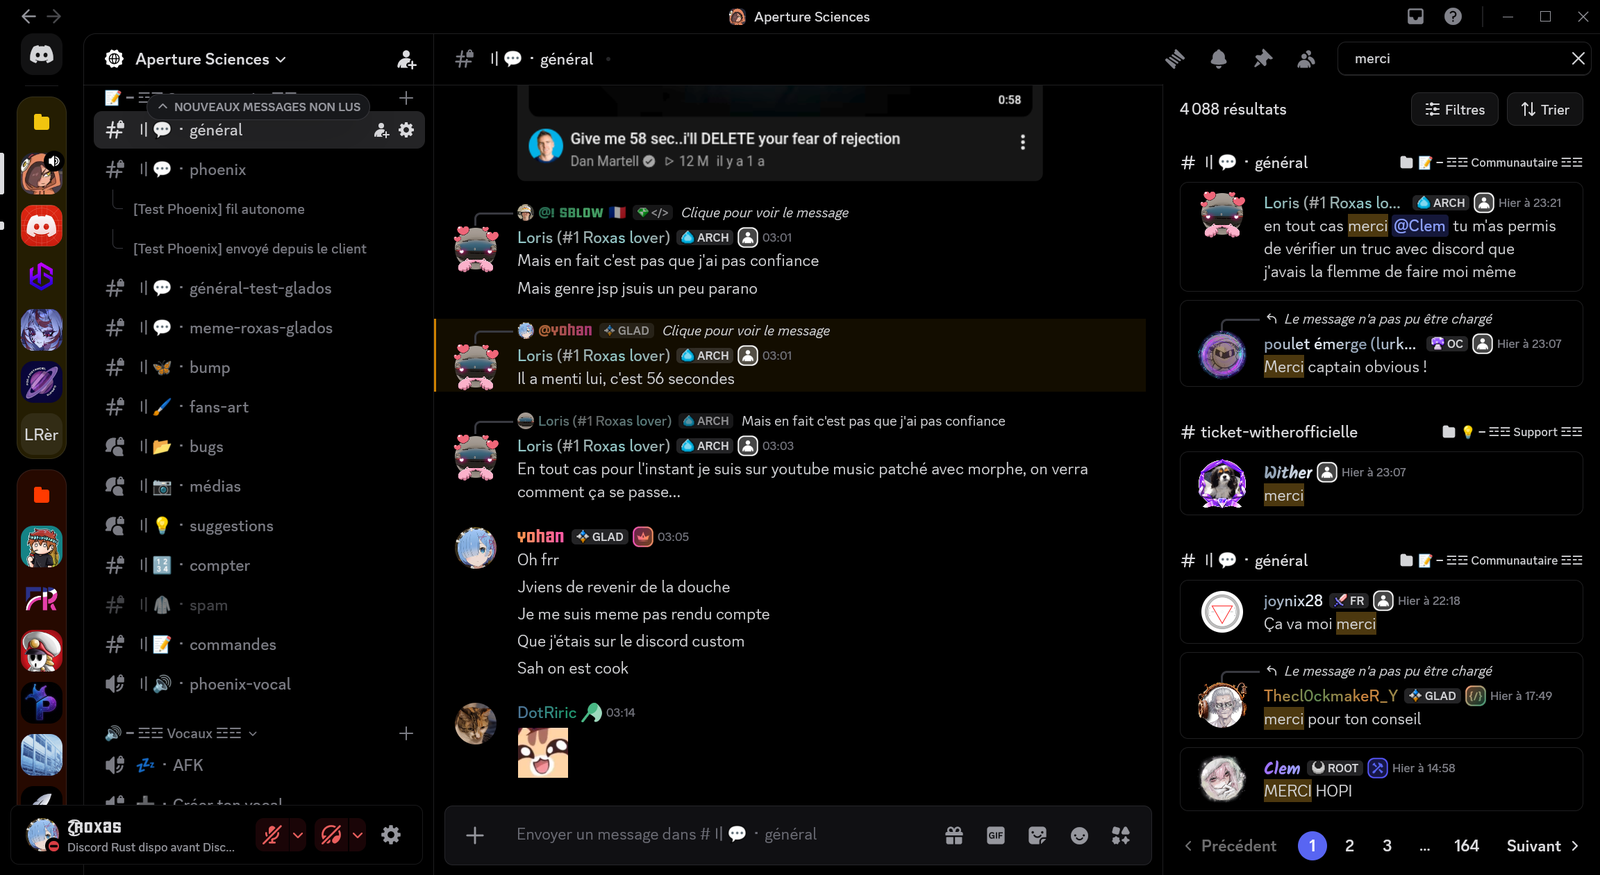 Aperture Sciences
Aperture Sciences
NOUVEAUX MESSAGES NON LUS
général
phoenix
[Test Phoenix] fil autonome
[Test Phoenix] envoyé depuis le client
général-test-glados
meme-roxas-glados
bump
fans-art
bugs
médias
suggestions
compter
spam
commandes
phoenix-vocal
Vocaux
AFK
Créer ton vocal
LRèr
Roxas
Discord Rust dispo avant Disc...
général
0:58
Give me 58 sec..i'll DELETE your fear of rejection
Dan Martell 12 M il y a 1 a
@! SBLOW </> Clique pour voir le message
Loris (#1 Roxas lover) ARCH 03:01
Mais en fait c'est pas que j'ai pas confiance
Mais genre jsp jsuis un peu parano
@yohan GLAD Clique pour voir le message
Loris (#1 Roxas lover) ARCH 03:01
Il a menti lui, c'est 56 secondes
Loris (#1 Roxas lover) ARCH Mais en fait c'est pas que j'ai pas confiance
Loris (#1 Roxas lover) ARCH 03:03
En tout cas pour l'instant je suis sur youtube music patché avec morphe, on verra
comment ça se passe...
yohan GLAD 03:05
Oh frr
Jviens de revenir de la douche
Je me suis meme pas rendu compte
Que j'étais sur le discord custom
Sah on est cook
DotRiric 03:14
Envoyer un message dans # général
GIF
merci
4 088 résultats
Filtres
Trier
# général Communautaire
Loris (#1 Roxas lo... ARCH Hier à 23:21
en tout cas merci @Clem tu m'as permis
de vérifier un truc avec discord que
j'avais la flemme de faire moi même
Le message n'a pas pu être chargé
poulet émerge (lurk... OC Hier à 23:07
Merci captain obvious !
# ticket-witherofficielle Support
Wither Hier à 23:07
merci
# général Communautaire
joynix28 FR Hier à 22:18
Ça va moi merci
Le message n'a pas pu être chargé
Thecl0ckmakeR_Y GLAD Hier à 17:49
merci pour ton conseil
Clem ROOT Hier à 14:58
MERCI HOPI
Précédent 1 2 3 ... 164 Suivant